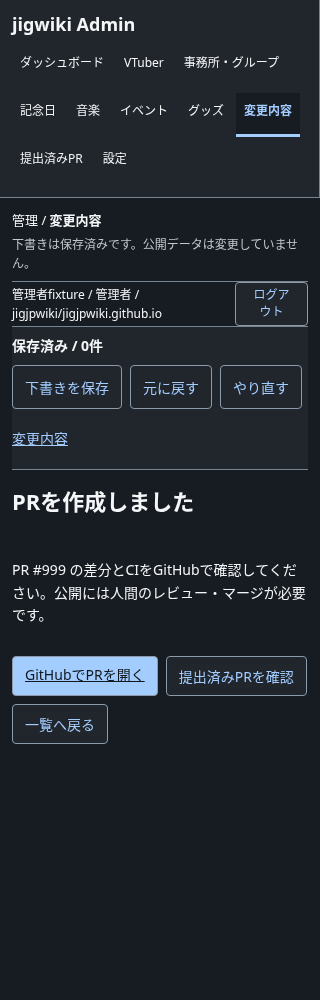 jigwiki Admin
ダッシュボード VTuber 事務所・グループ
記念日 音楽 イベント グッズ 変更内容
提出済みPR 設定
管理 / 変更内容
下書きは保存済みです。公開データは変更していませ
ん。
管理者fixture / 管理者 /
jigjpwiki/jigjpwiki.github.io
ログア
ウト
保存済み / 0件
下書きを保存 元に戻す やり直す
変更内容
PRを作成しました
PR #999 の差分とCIをGitHubで確認してくだ
さい。公開には人間のレビュー・マージが必要
です。
GitHubでPRを開く 提出済みPRを確認
一覧へ戻る